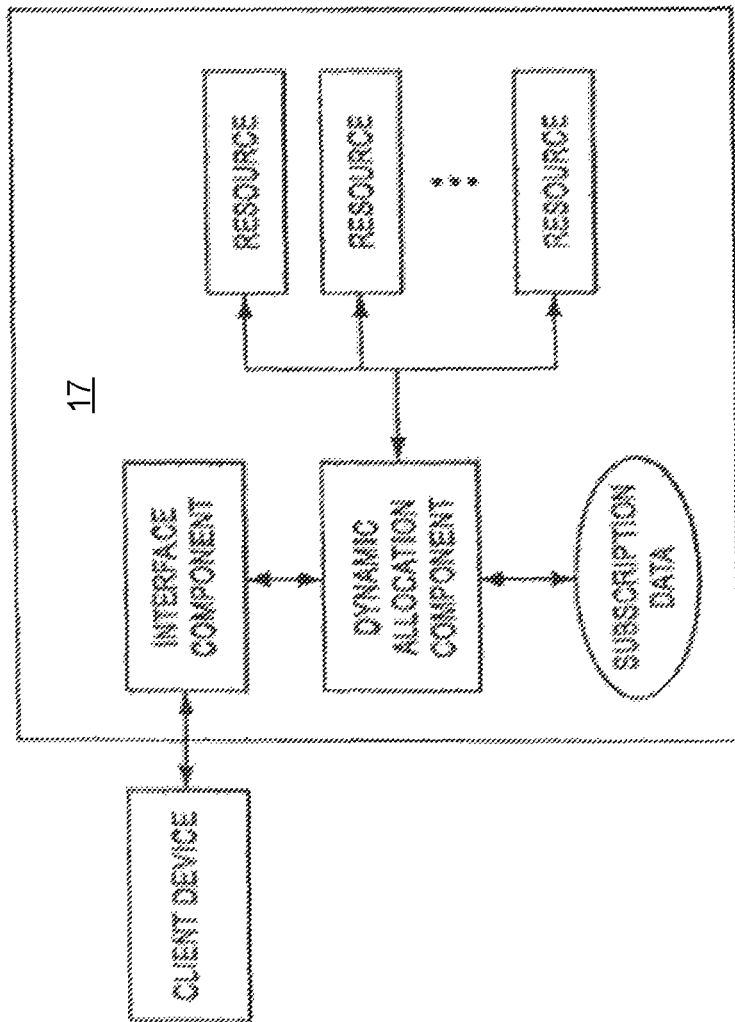 17
CLIENT DEVICE
INTERFACE
COMPONENT
DYNAMIC
ALLOCATION
COMPONENT
SUBSCRIPTION
DATA
RESOURCE
RESOURCE
RESOURCE